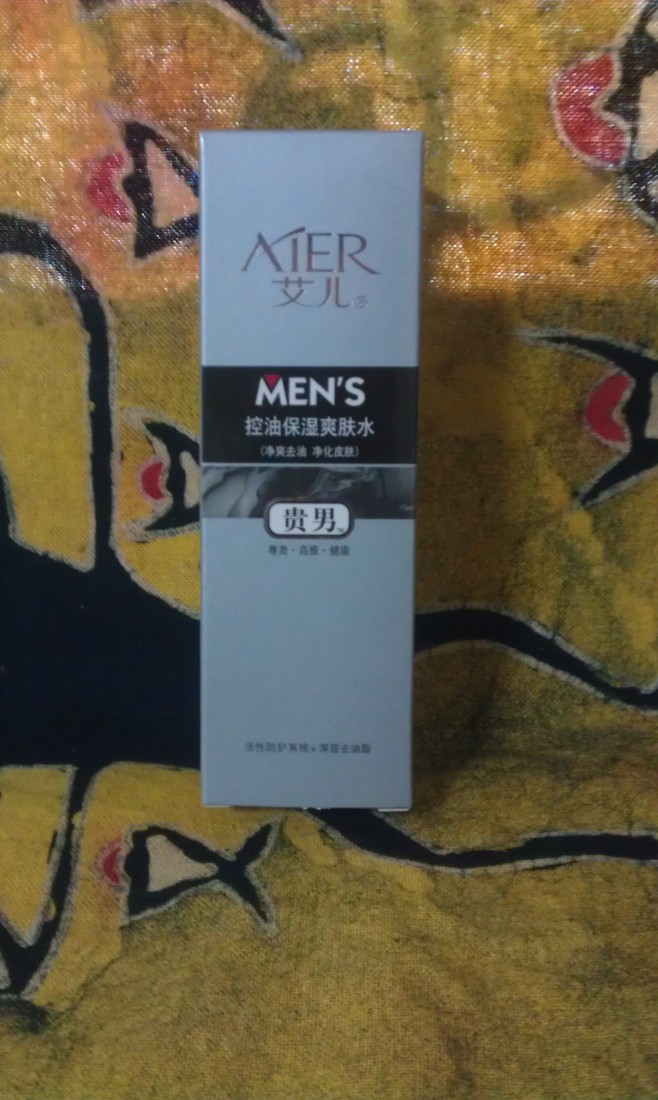 AIER
艾儿®
MEN'S
控油保湿爽肤水
(净爽去油 净化皮肤)
贵男™
尊贵·高雅·健康
活性防护系统+深层去油脂